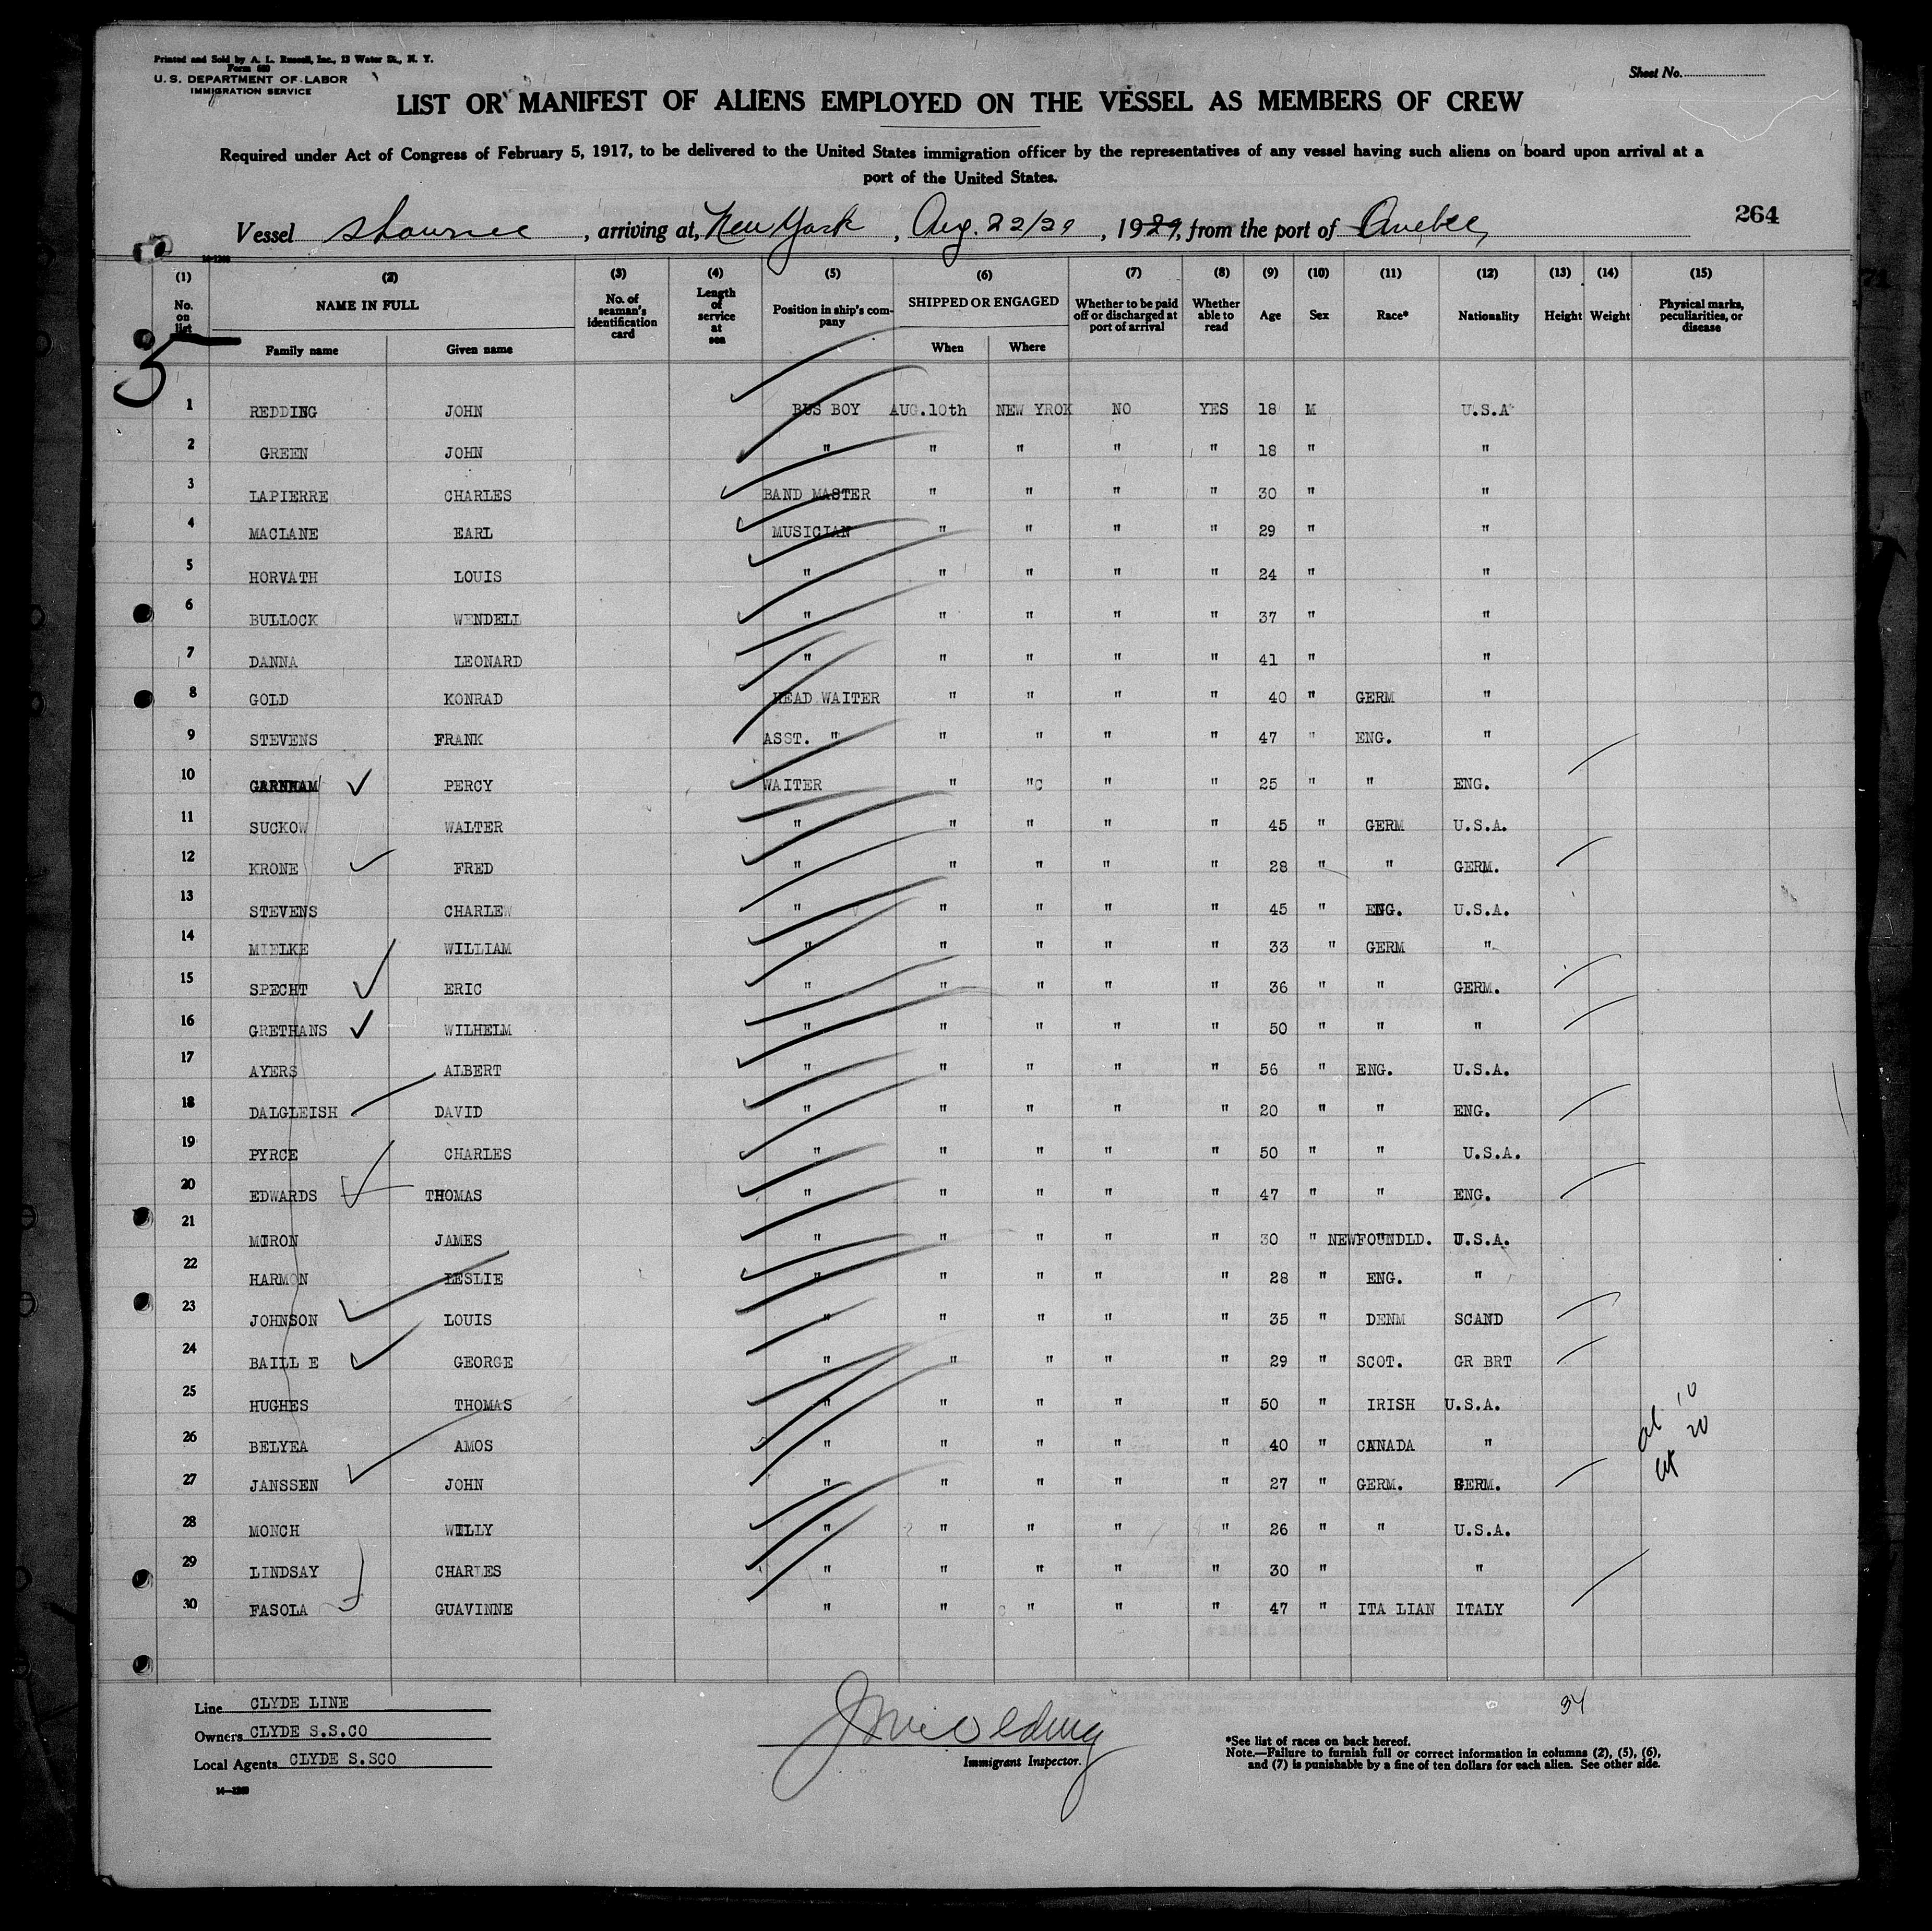 Printed and Sold by A. L. Russell, Inc., 13 Water St., N. Y.
Form 689
U. S. DEPARTMENT OF LABOR
IMMIGRATION SERVICE
Sheet No.
LIST OR MANIFEST OF ALIENS EMPLOYED ON THE VESSEL AS MEMBERS OF CREW
Required under Act of Congress of February 5, 1917, to be delivered to the United States immigration officer by the representatives of any vessel having such aliens on board upon arrival at a
port of the United States.
264
Vessel Shawnee, arriving at, New York, Aug. 22/29, 1929, from the port of Quebec,
(1) (2) (3) (4) (5) (6) (7) (8) (9) (10) (11) (12) (13) (14) (15)
No. on list NAME IN FULL No. of seaman's identification card Length of service at sea Position in ship's company SHIPPED OR ENGAGED Whether to be paid off or discharged at port of arrival Whether able to read Age Sex Race* Nationality Height Weight Physical marks, peculiarities, or disease
Family name Given name When Where
5
1 REDDING JOHN BUS BOY AUG.10th NEW YROK NO YES 18 M U.S.A
2 GREEN JOHN " " " " " 18 " "
3 LAPIERRE CHARLES BAND MASTER " " " " 30 " "
4 MACLANE EARL MUSICIAN " " " " 29 " "
5 HORVATH LOUIS " " " " " 24 " "
6 BULLOCK WENDELL " " " " " 37 " "
7 DANNA LEONARD " " " " " 41 " "
8 GOLD KONRAD HEAD WAITER " " " " 40 " GERM "
9 STEVENS FRANK ASST. " " " " " 47 " ENG. "
10 GARNHAM PERCY WAITER " "C " " 25 " " ENG.
11 SUCKOW WALTER " " " " " 45 " GERM U.S.A.
12 KRONE FRED " " " " " 28 " " GERM.
13 STEVENS CHARLEW " " " " " 45 " ENG. U.S.A.
14 MIELKE WILLIAM " " " " " 33 " GERM "
15 SPECHT ERIC " " " " " 36 " " GERM.
16 GRETHANS WILHELM " " " " " 50 " " "
17 AYERS ALBERT " " " " " 56 " ENG. U.S.A.
18 DALGLEISH DAVID " " " " " 20 " " ENG.
19 PYRCE CHARLES " " " " " 50 " " U.S.A.
20 EDWARDS THOMAS " " " " " 47 " " ENG.
21 MIRON JAMES " " " " " 30 " NEWFOUNDLD. U.S.A.
22 HARMON LESLIE " " " " " 28 " ENG. "
23 JOHNSON LOUIS " " " " " 35 " DENM SCAND
24 BAILL E GEORGE " " " " " 29 " SCOT. GR BRT
25 HUGHES THOMAS " " " " " 50 " IRISH U.S.A.
26 BELYEA AMOS " " " " " 40 " CANADA "
27 JANSSEN JOHN " " " " " 27 " GERM. GERM.
28 MONCH WILLY " " " " " 26 " " U.S.A.
29 LINDSAY CHARLES " " " " " 30 " "
30 FASOLA GUAVINNE " " " " " 47 " ITA LIAN ITALY
al 10
20
Line CLYDE LINE
Owners CLYDE S.S.CO
Local Agents CLYDE S.SCO
Immigrant Inspector.
34
*See list of races on back hereof.
Note.—Failure to furnish full or correct information in columns (2), (5), (6),
and (7) is punishable by a fine of ten dollars for each alien. See other side.
14—1269